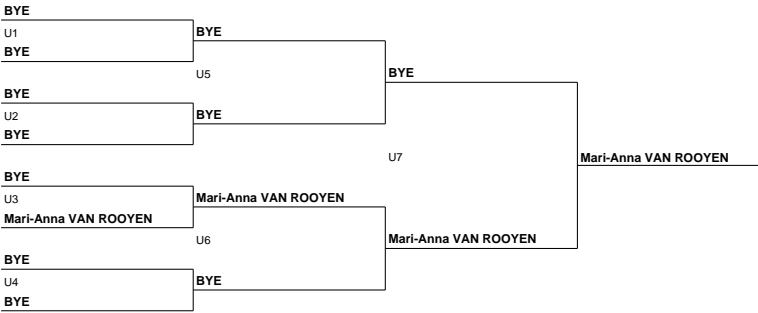 BYE
U1
BYE
BYE
U5
BYE
BYE
U2
BYE
BYE
U7
Mari-Anna VAN ROOYEN
BYE
U3
Mari-Anna VAN ROOYEN
Mari-Anna VAN ROOYEN
U6
Mari-Anna VAN ROOYEN
BYE
U4
BYE
BYE